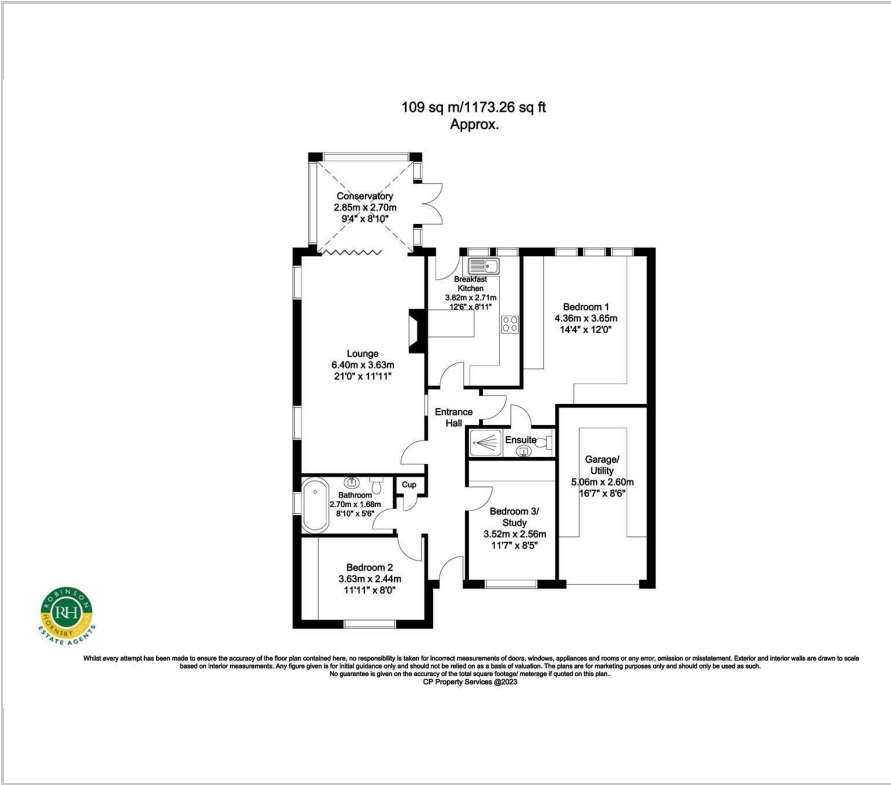 109 sq m/1173.26 sq ft
Approx.
Conservatory
2.85m x 2.70m
9'4" x 8'10"
Breakfast
Kitchen
3.82m x 2.71m
12'6" x 8'11"
Bedroom 1
4.36m x 3.65m
14'4" x 12'0"
Lounge
6.40m x 3.63m
21'0" x 11'11"
Entrance
Hall
Ensuite
Garage/
Utility
5.06m x 2.60m
16'7" x 8'6"
Cup
Bathroom
2.70m x 1.68m
8'10" x 5'6"
Bedroom 3/
Study
3.52m x 2.56m
11'7" x 8'5"
Bedroom 2
3.63m x 2.44m
11'11" x 8'0"
ROBINSON
HORNSBY
RH
ESTATE AGENTS
Whilst every attempt has been made to ensure the accuracy of the floor plan contained here, no responsibility is taken for incorrect measurements of doors, windows, appliances and rooms or any error, omission or misstatement. Exterior and interior walls are drawn to scale
based on interior measurements. Any figure given is for initial guidance only and should not be relied on as a basis of valuation. The plans are for marketing purposes only and should only be used as such.
No guarantee is given on the accuracy of the total square footage/ meterage if quoted on this plan..
CP Property Services @2023